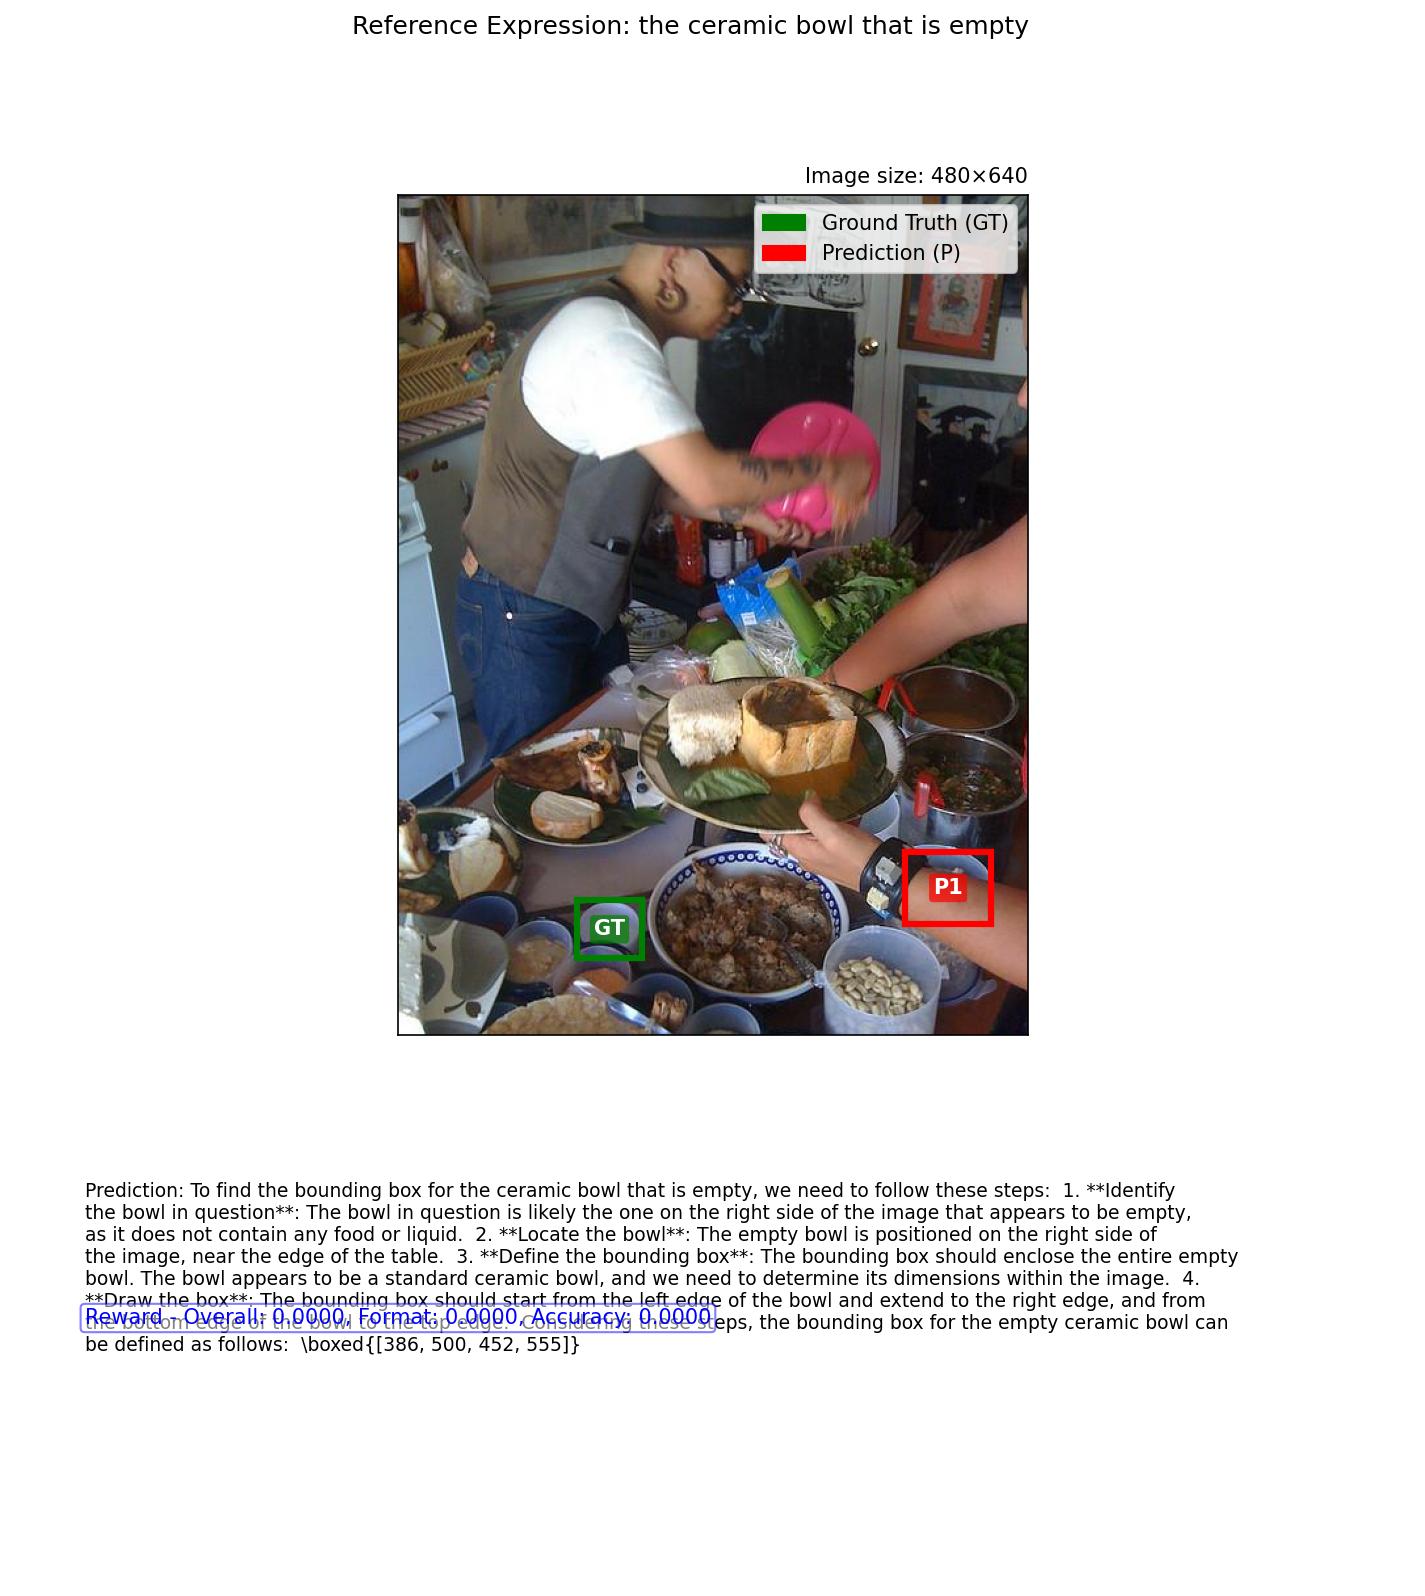 Reference Expression: the ceramic bowl that is empty
Image size: 480×640
Ground Truth (GT)
Prediction (P)
P1
GT
Prediction: To find the bounding box for the ceramic bowl that is empty, we need to follow these steps:  1. **Identify
the bowl in question**: The bowl in question is likely the one on the right side of the image that appears to be empty,
as it does not contain any food or liquid.  2. **Locate the bowl**: The empty bowl is positioned on the right side of
the image, near the edge of the table.  3. **Define the bounding box**: The bounding box should enclose the entire empty
bowl. The bowl appears to be a standard ceramic bowl, and we need to determine its dimensions within the image.  4.
**Draw the box**: The bounding box should start from the left edge of the bowl and extend to the right edge, and from
Reward - Overall: 0.0000, Format: 0.0000, Accuracy: 0.0000
the bottom edge of the bowl to the top edge.  Considering these steps, the bounding box for the empty ceramic bowl can
be defined as follows:  \boxed{[386, 500, 452, 555]}